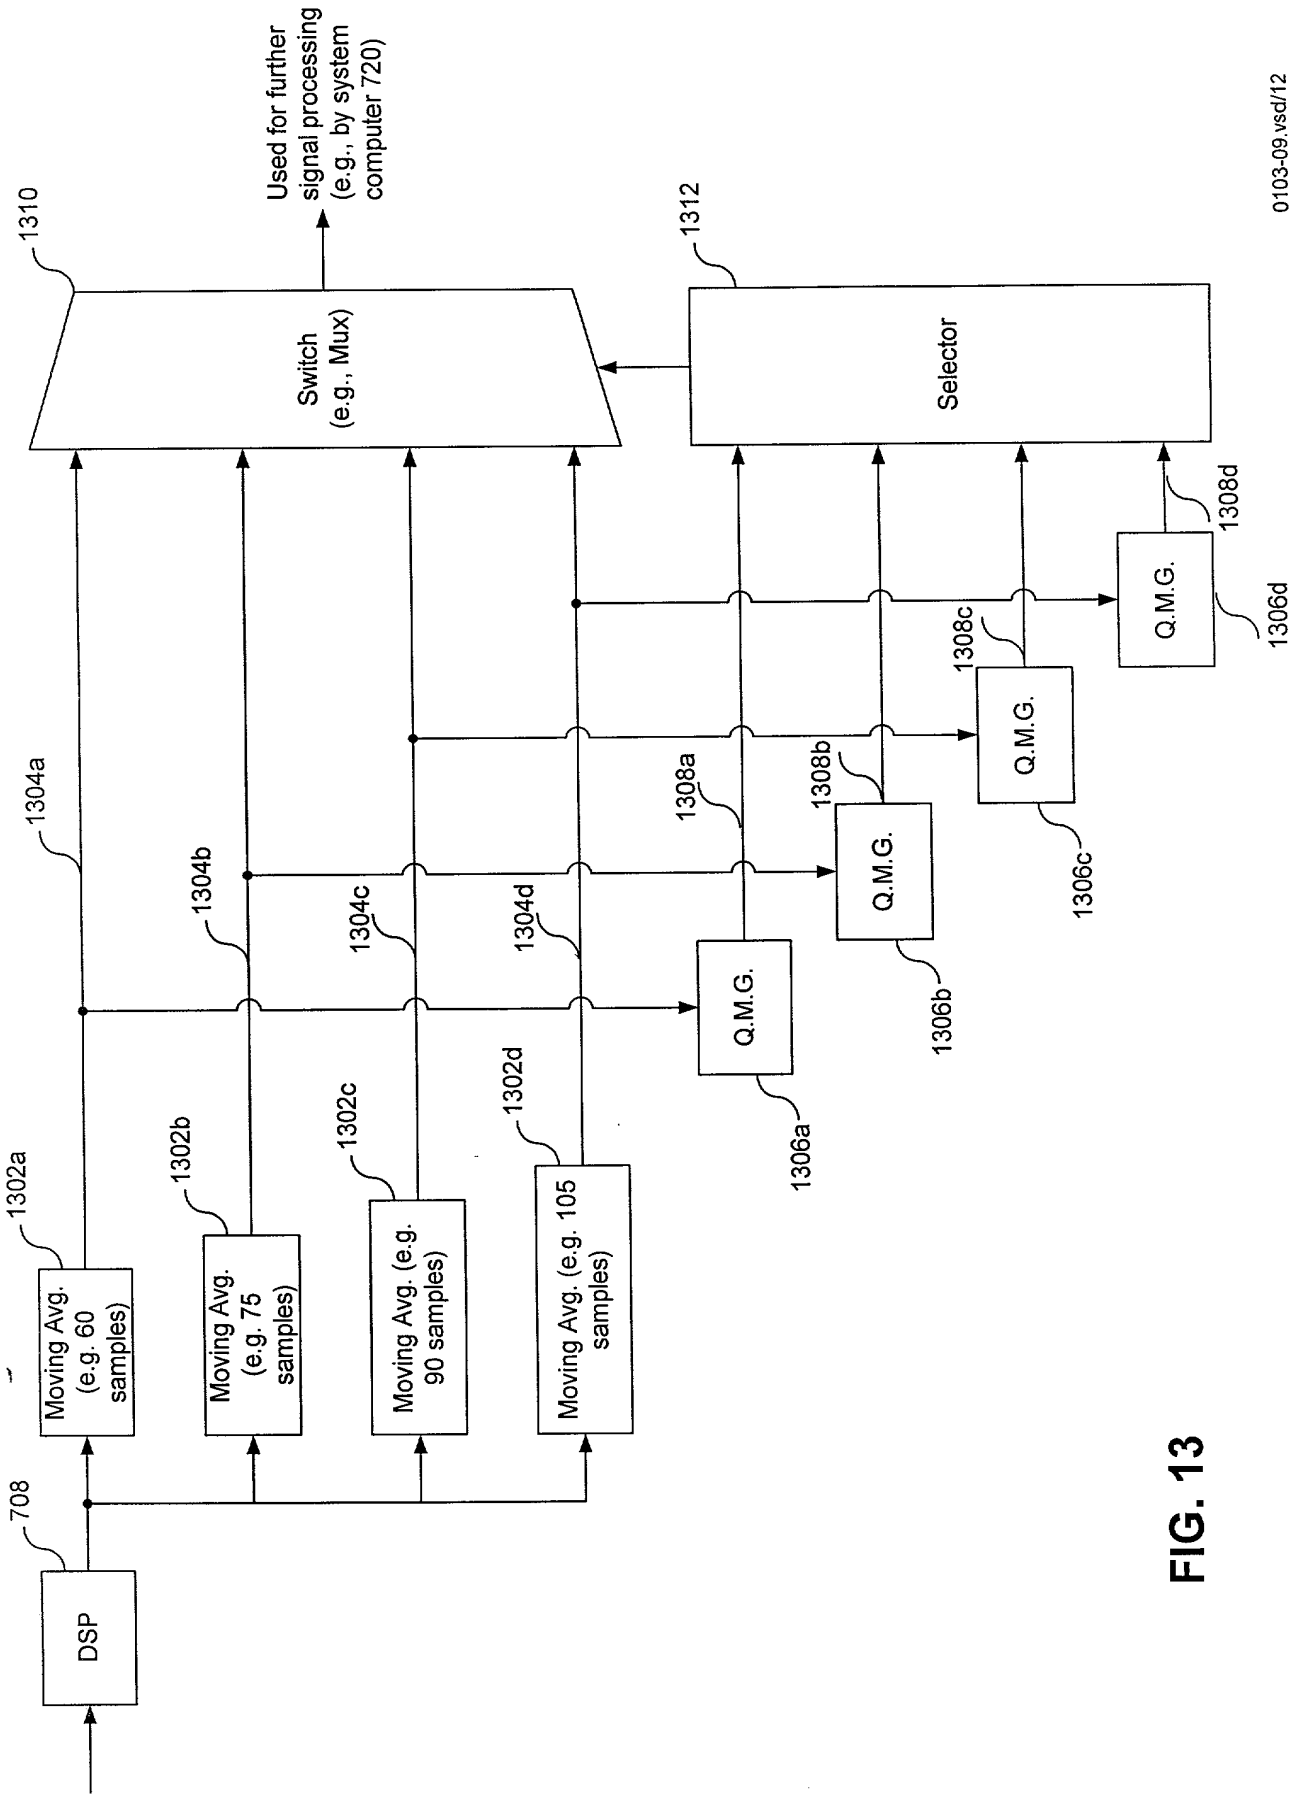 708
DSP
1302a
Moving Avg.
(e.g. 60
samples)
1302b
Moving Avg.
(e.g. 75
samples)
1302c
Moving Avg. (e.g.
90 samples)
1302d
Moving Avg. (e.g. 105
samples)
1304a
1304b
1304c
1304d
Q.M.G.
1306a
1308a
Q.M.G.
1306b
1308b
Q.M.G.
1306c
1308c
Q.M.G.
1306d
1308d
1310
Switch
(e.g., Mux)
1312
Selector
Used for further
signal processing
(e.g., by system
computer 720)
FIG. 13
0103-09.vsd/12